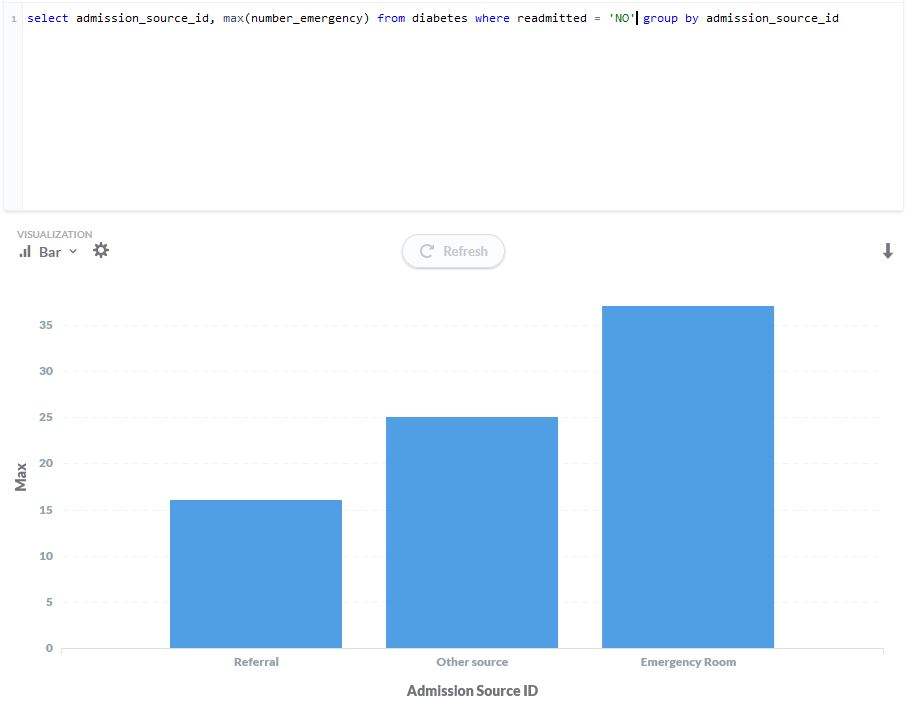 1 select admission_source_id, max(number_emergency) from diabetes where readmitted = 'NO' group by admission_source_id
VISUALIZATION
Bar
Refresh
35
30
25
20
15
10
5
0
Max
Referral Other source Emergency Room
Admission Source ID